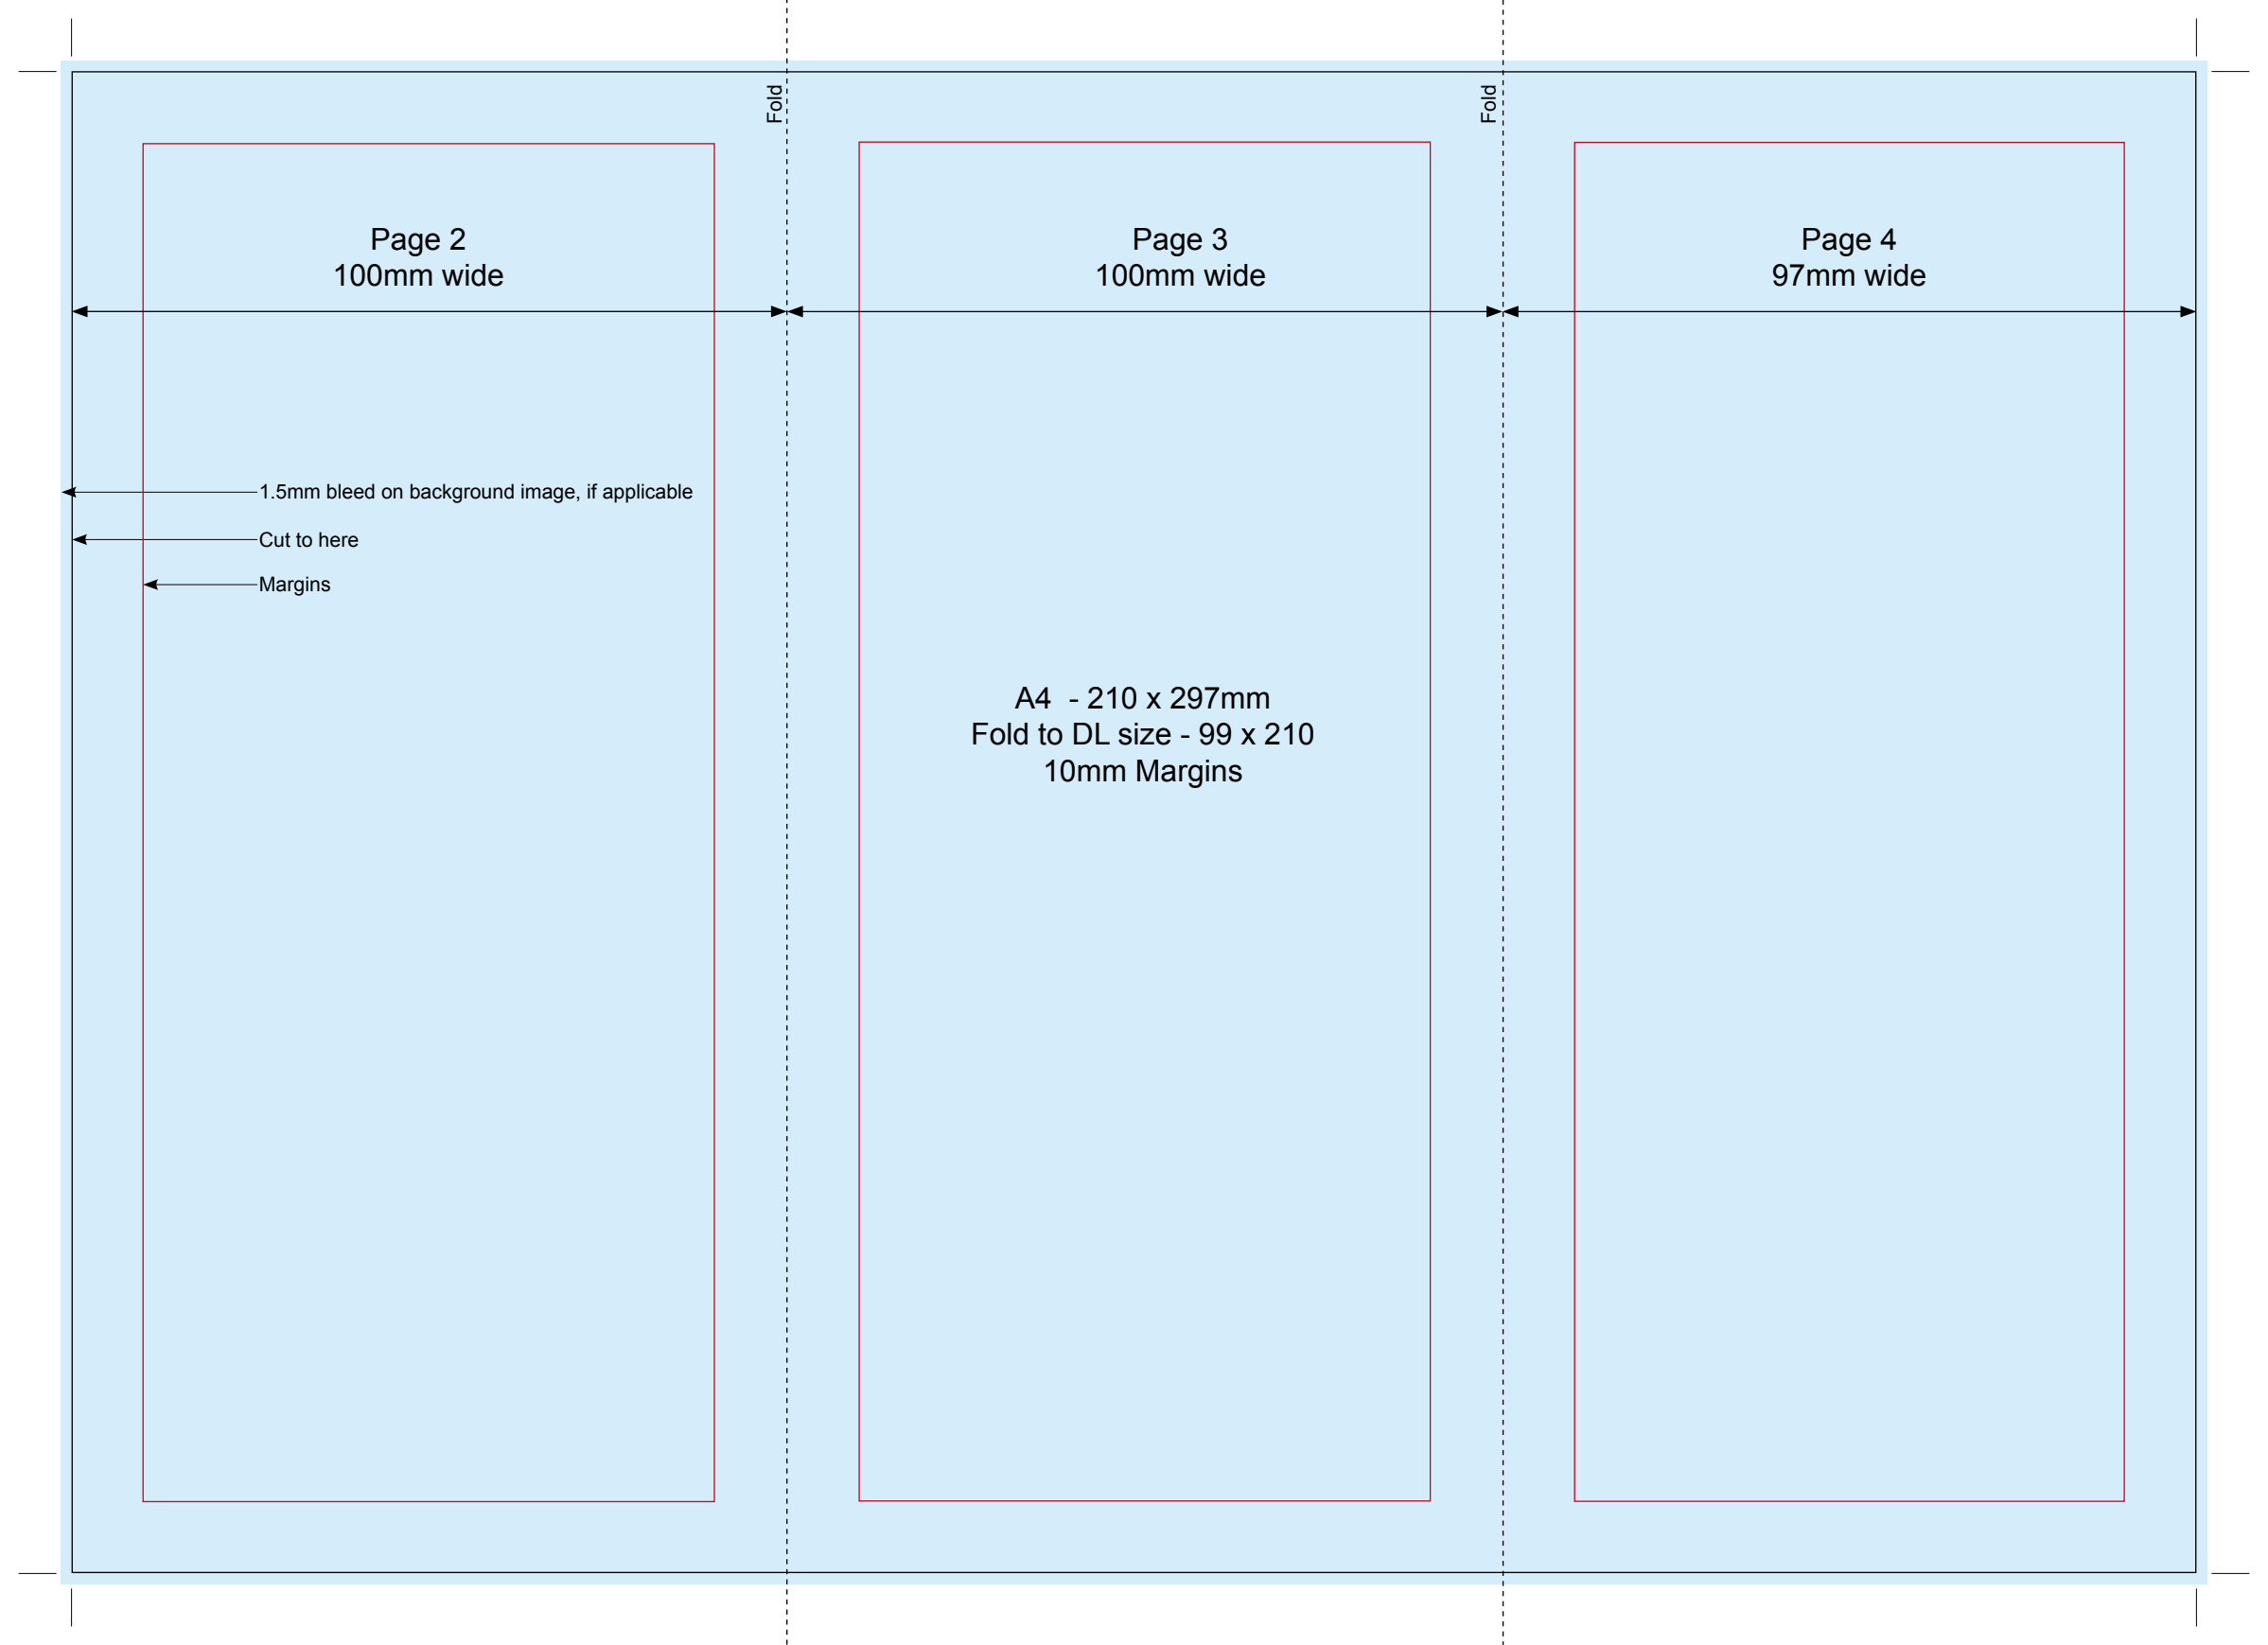 Fold
Fold
Page 2
100mm wide
Page 3
100mm wide
Page 4
97mm wide
1.5mm bleed on background image, if applicable
Cut to here
Margins
A4  - 210 x 297mm
Fold to DL size - 99 x 210
10mm Margins